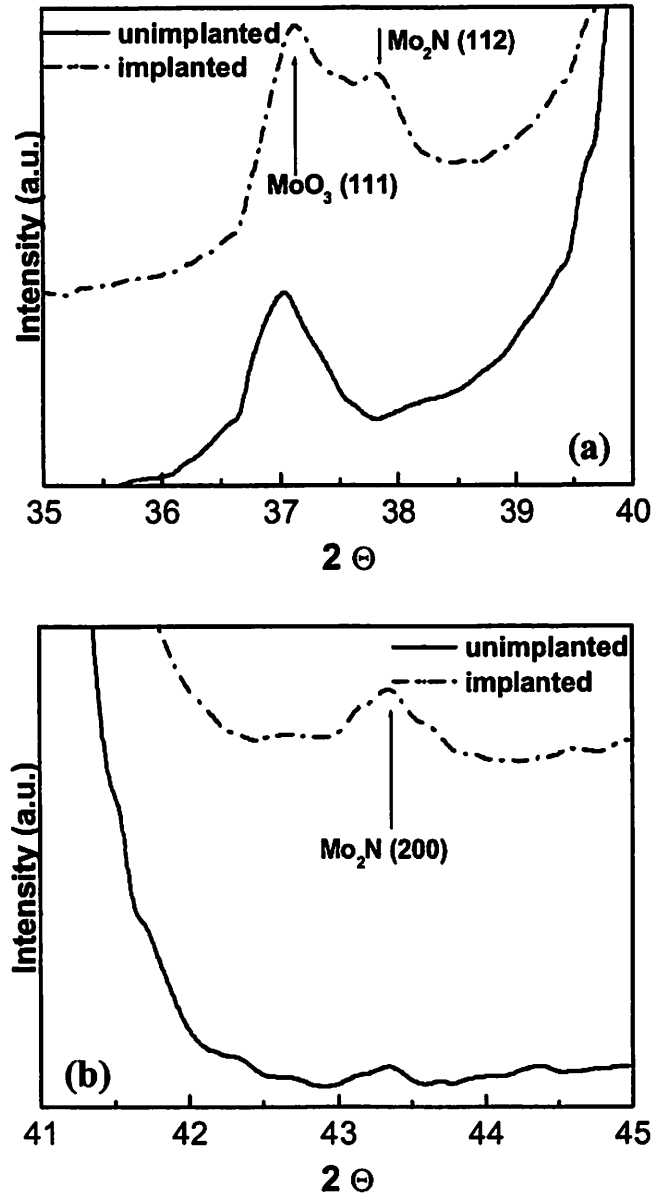 unimplanted
implanted
Mo₂N (112)
MoO₃ (111)
Intensity (a.u.)
(a)
35 36 37 38 39 40
2 Θ
unimplanted
implanted
Mo₂N (200)
Intensity (a.u.)
(b)
41 42 43 44 45
2 Θ